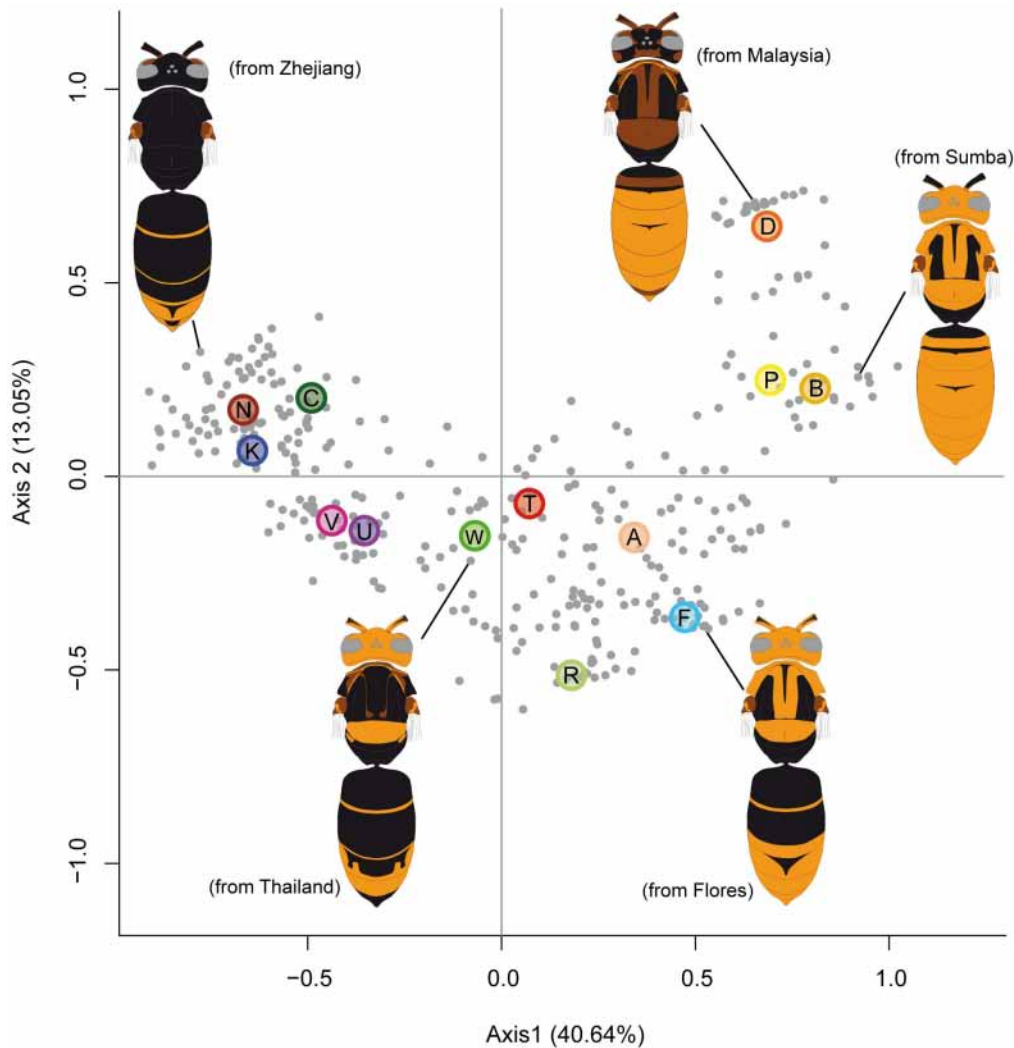 (from Zhejiang)
(from Malaysia)
(from Sumba)
1.0
0.5
0.0
−0.5
−1.0
Axis 2 (13.05%)
D
P
B
C
N
K
V
U
W
T
A
F
R
(from Thailand)
(from Flores)
−0.5
0.0
0.5
1.0
Axis1 (40.64%)